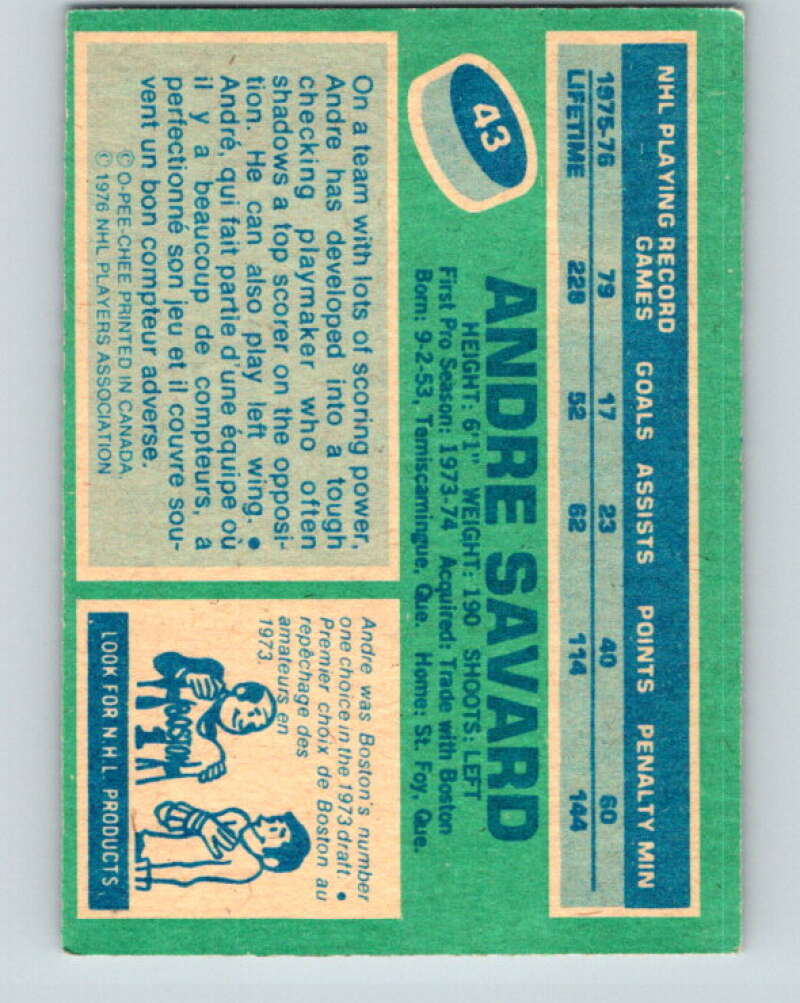 NHL PLAYING RECORD
GAMES GOALS ASSISTS POINTS PENALTY MIN
1975-76 79 17 23 40 60
LIFETIME 228 52 62 114 144
43
ANDRE SAVARD
HEIGHT: 6'1" WEIGHT: 190 SHOOTS: LEFT
First Pro Season: 1973-74 Acquired: Trade with Boston
Born: 9-2-53, Temiscamingue, Que. Home: St. Foy, Que.
On a team with lots of scoring power,
Andre has developed into a tough
checking playmaker who often
shadows a top scorer on the opposi-
tion. He can also play left wing. •
André, qui fait partie d'une équipe où
il y a beaucoup de compteurs, a
perfectionné son jeu et il couvre sou-
vent un bon compteur adverse.
© O-PEE-CHEE PRINTED IN CANADA.
© 1976 NHL PLAYERS ASSOCIATION
Andre was Boston's number
one choice in the 1973 draft. •
Premier choix de Boston au
repêchage des
amateurs en
1973.
BOSTON
LOOK FOR N.H.L. PRODUCTS